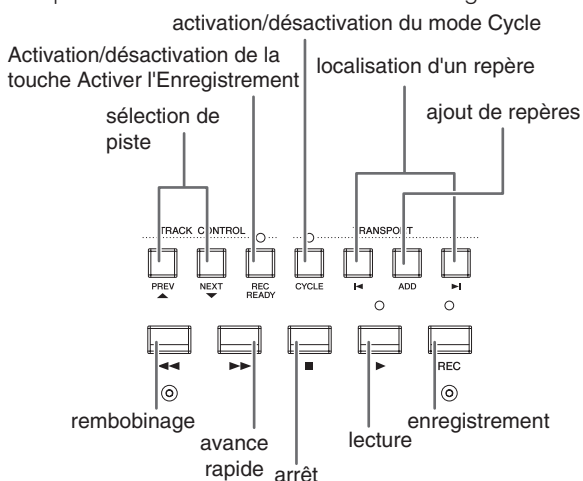 activation/désactivation du mode Cycle
Activation/désactivation de la
touche Activer l'Enregistrement
localisation d'un repère
sélection de
piste
ajout de repères
TRACK CONTROL
TRANSPORT
PREV
NEXT
REC
READY
CYCLE
ADD
REC
rembobinage
avance
rapide
arrêt
lecture
enregistrement